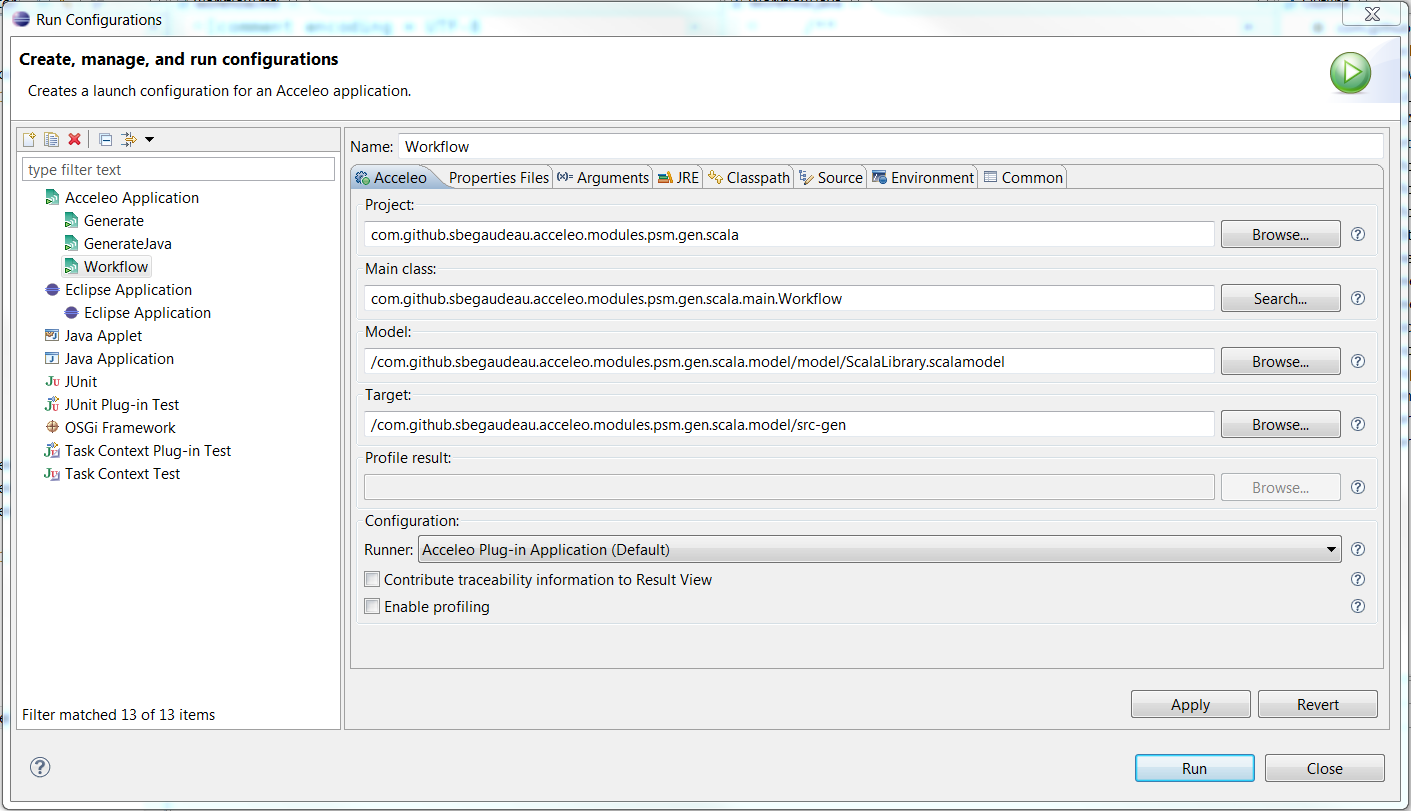 Run Configurations
comment encoding = UTF-8
/**
Create, manage, and run configurations
Creates a launch configuration for an Acceleo application.
type filter text
Acceleo Application
Generate
GenerateJava
Workflow
Eclipse Application
Eclipse Application
Java Applet
Java Application
JUnit
JUnit Plug-in Test
OSGi Framework
Task Context Plug-in Test
Task Context Test
Filter matched 13 of 13 items
Name: Workflow
Acceleo Properties Files Arguments JRE Classpath Source Environment Common
Project:
com.github.sbegaudeau.acceleo.modules.psm.gen.scala Browse...
Main class:
com.github.sbegaudeau.acceleo.modules.psm.gen.scala.main.Workflow Search...
Model:
/com.github.sbegaudeau.acceleo.modules.psm.gen.scala.model/model/ScalaLibrary.scalamodel Browse...
Target:
/com.github.sbegaudeau.acceleo.modules.psm.gen.scala.model/src-gen Browse...
Profile result:
Browse...
Configuration:
Runner: Acceleo Plug-in Application (Default)
Contribute traceability information to Result View
Enable profiling
Apply Revert
Run Close